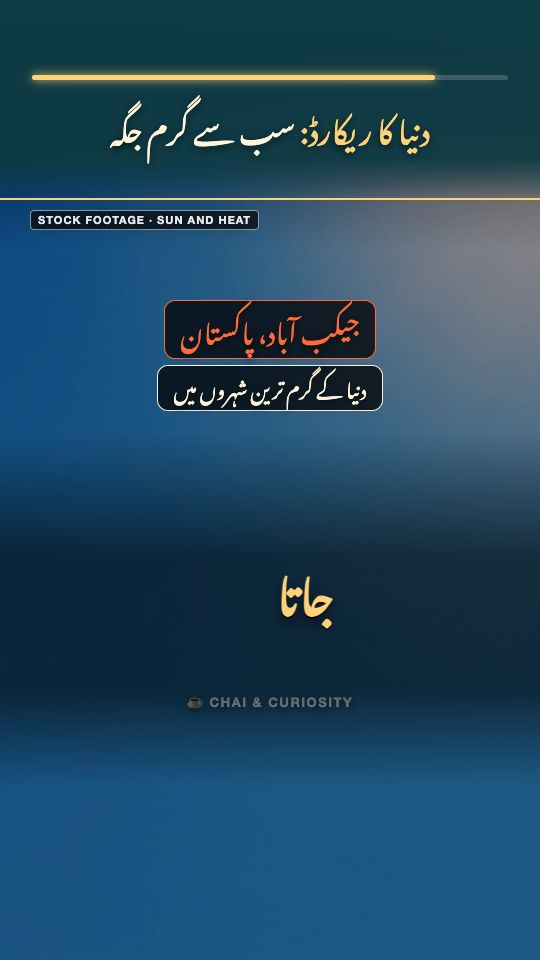 دنیا کا ریکارڈ: سب سے گرم جگہ
STOCK FOOTAGE · SUN AND HEAT
جیکب آباد، پاکستان
دنیا کے گرم ترین شہروں میں
جاتا
CHAI & CURIOSITY